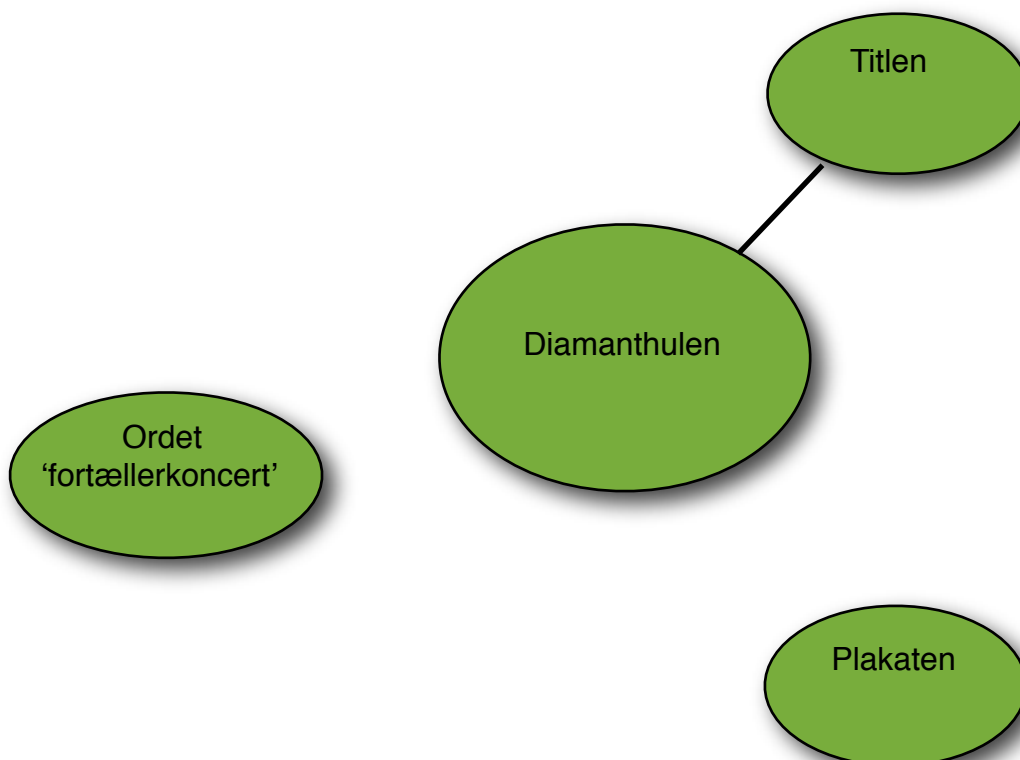 Titlen
Diamanthulen
Ordet
‘fortællerkoncert’
Plakaten